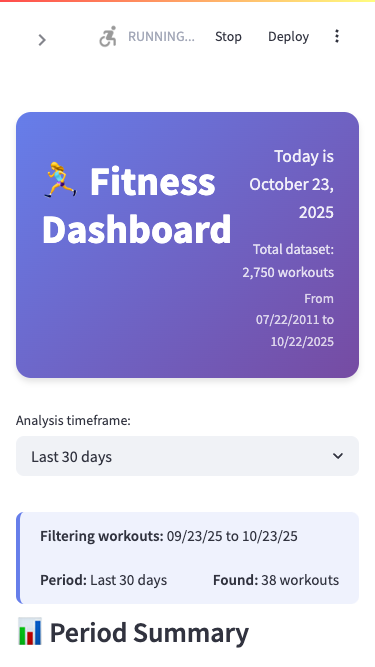 RUNNING... Stop Deploy
Fitness
Dashboard
Today is
October 23,
2025
Total dataset:
2,750 workouts
From
07/22/2011 to
10/22/2025
Analysis timeframe:
Last 30 days
Filtering workouts: 09/23/25 to 10/23/25
Period: Last 30 days Found: 38 workouts
Period Summary